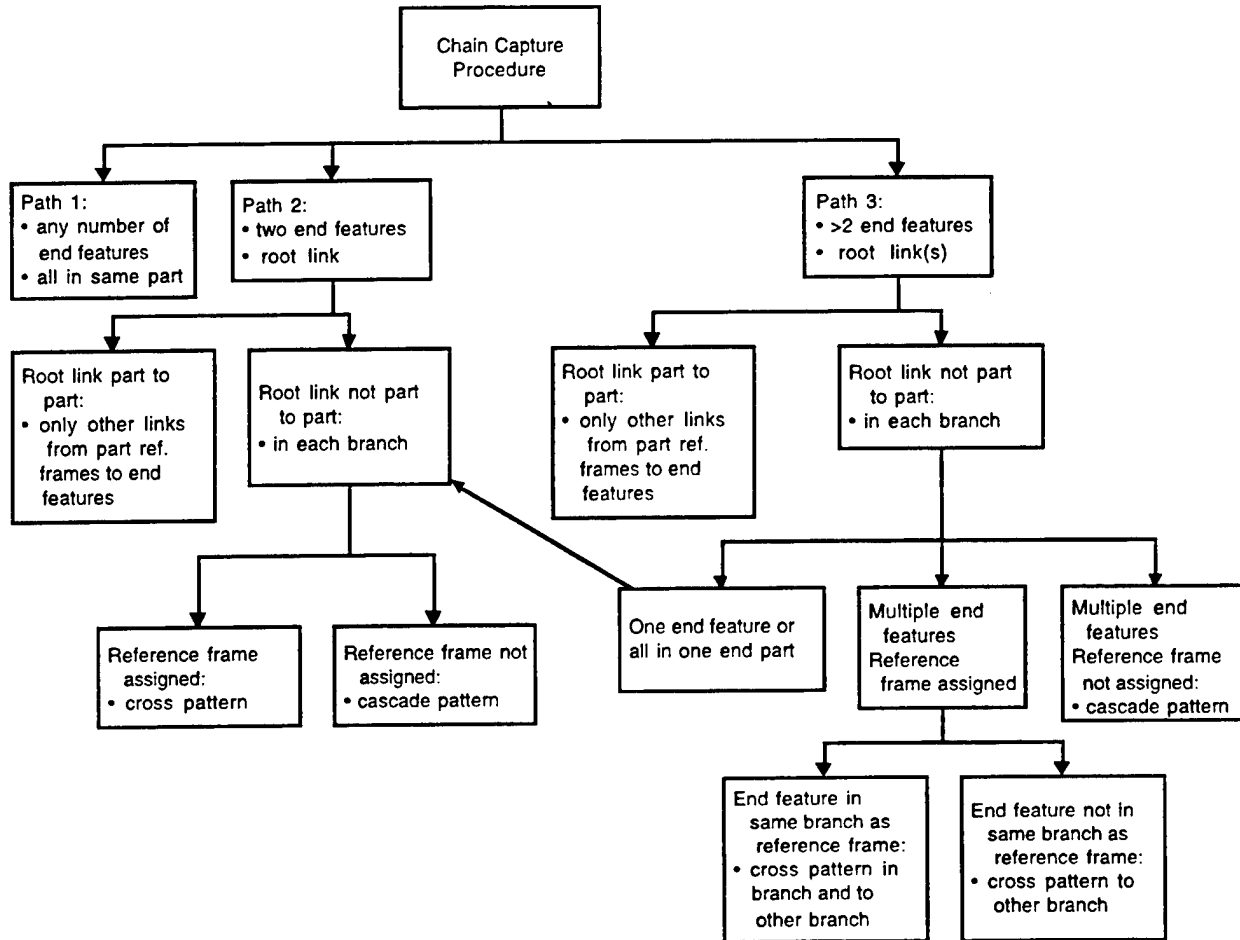 Chain Capture
Procedure
Path 1:
• any number of
end features
• all in same part
Path 2:
• two end features
• root link
Path 3:
• >2 end features
• root link(s)
Root link part to
part:
• only other links
from part ref.
frames to end
features
Root link not part
to part:
• in each branch
Root link part to
part:
• only other links
from part ref.
frames to end
features
Root link not part
to part:
• in each branch
Reference frame
assigned:
• cross pattern
Reference frame not
assigned:
• cascade pattern
One end feature or
all in one end part
Multiple end
features
Reference
frame assigned
Multiple end
features
Reference frame
not assigned:
• cascade pattern
End feature in
same branch as
reference frame:
• cross pattern in
branch and to
other branch
End feature not in
same branch as
reference frame:
• cross pattern to
other branch